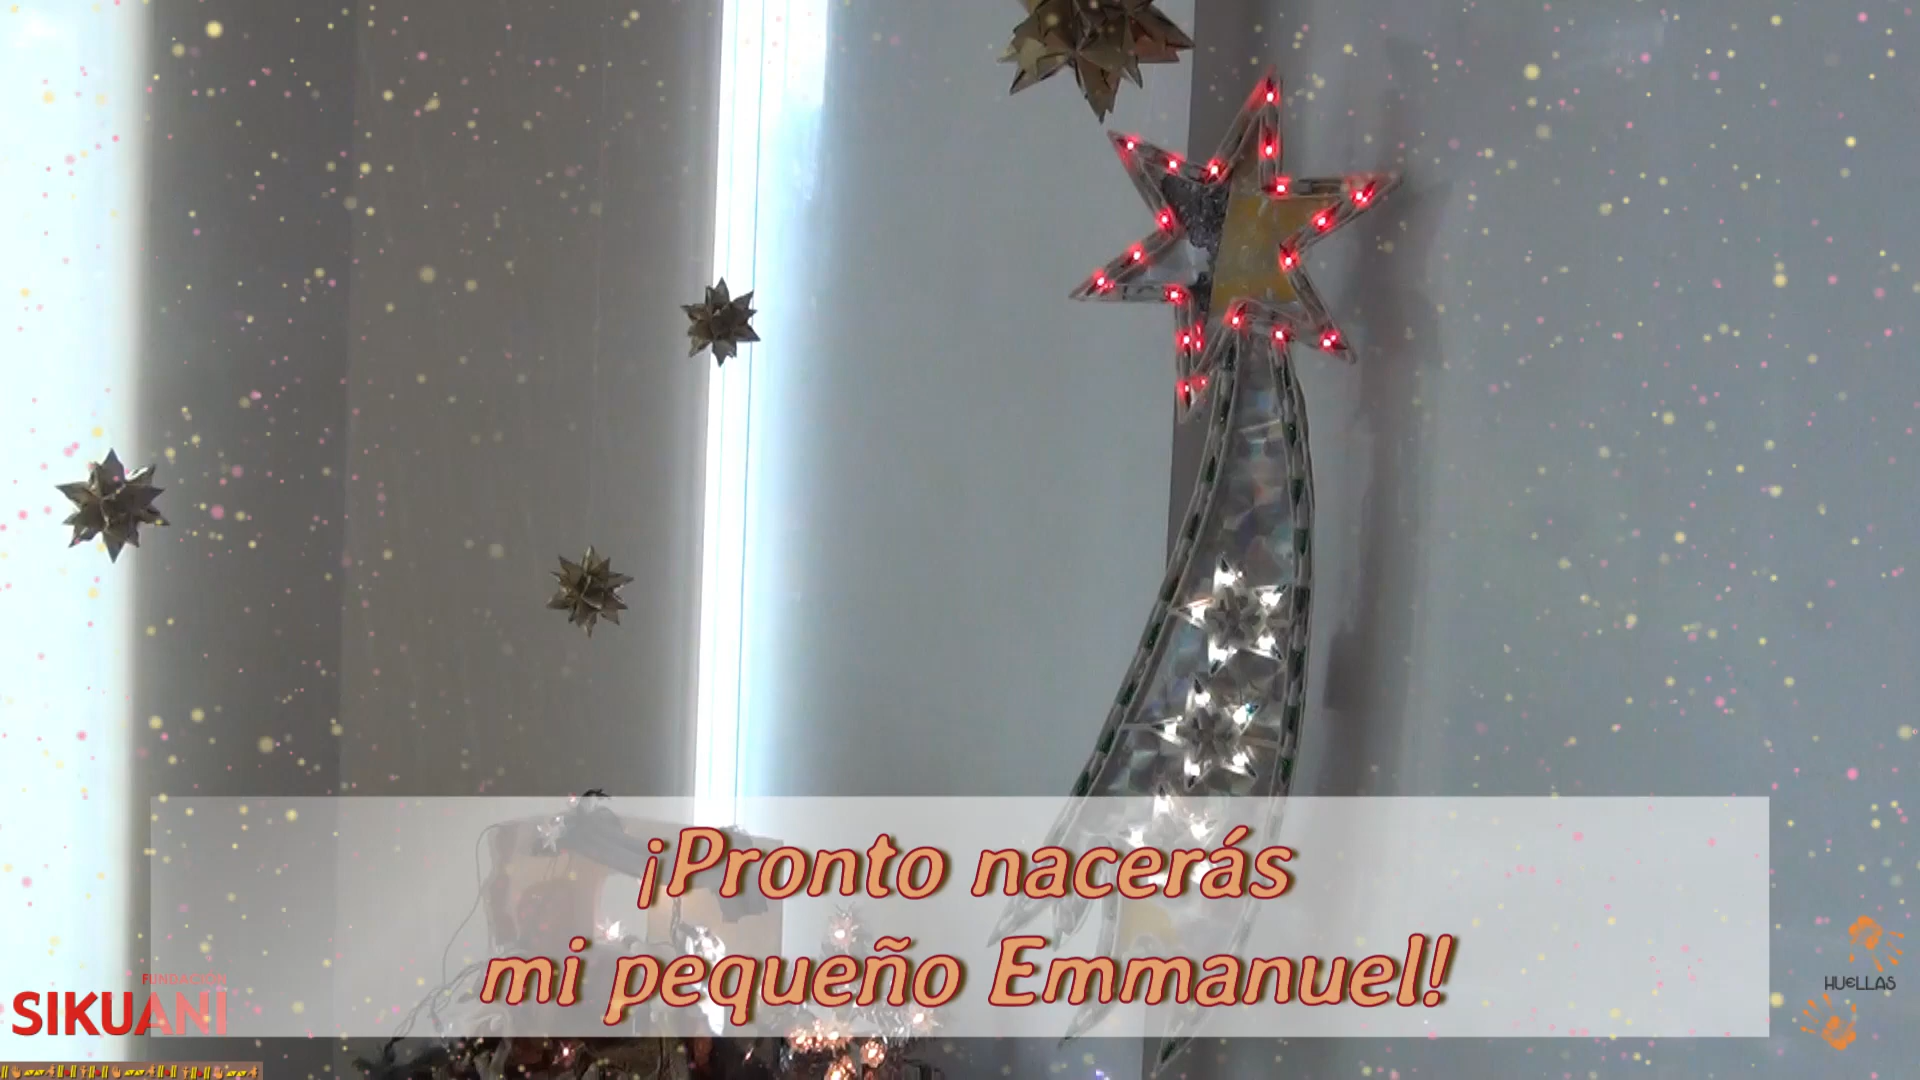 ¡Pronto nacerás
mi pequeño Emmanuel!
FUNDACIÓN
SIKUANI
HUELLAS